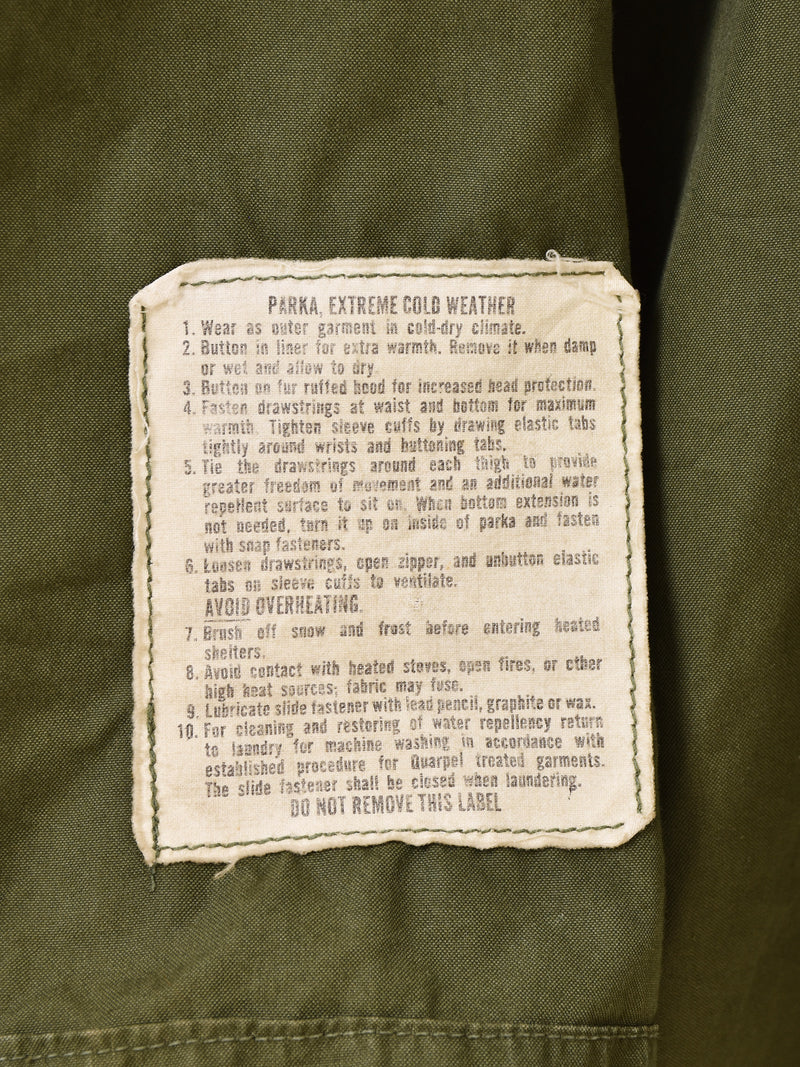 PARKA, EXTREME COLD WEATHER
1. Wear as outer garment in cold-dry climate.
2. Button in liner for extra warmth. Remove it when damp
or wet and allow to dry.
3. Button on fur ruffed hood for increased head protection.
4. Fasten drawstrings at waist and bottom for maximum
warmth. Tighten sleeve cuffs by drawing elastic tabs
tightly around wrists and buttoning tabs.
5. Tie the drawstrings around each thigh to provide
greater freedom of movement and an additional water
repellent surface to sit on. When bottom extension is
not needed, turn it up on inside of parka and fasten
with snap fasteners.
6. Loosen drawstrings, open zipper, and unbutton elastic
tabs on sleeve cuffs to ventilate.
AVOID OVERHEATING.
7. Brush off snow and frost before entering heated
shelters.
8. Avoid contact with heated stoves, open fires, or other
high heat sources; fabric may fuse.
9. Lubricate slide fastener with lead pencil, graphite or wax.
10. For cleaning and restoring of water repellency return
to laundry for machine washing in accordance with
established procedure for Quarpel treated garments.
The slide fastener shall be closed when laundering.
DO NOT REMOVE THIS LABEL